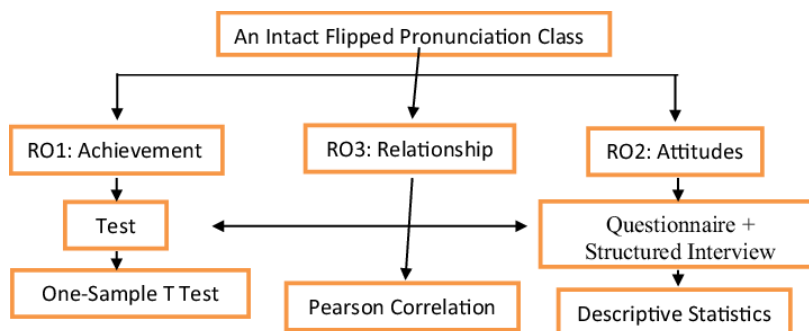 An Intact Flipped Pronunciation Class
RO1: Achievement
RO3: Relationship
RO2: Attitudes
Test
Questionnaire +
Structured Interview
One-Sample T Test
Pearson Correlation
Descriptive Statistics